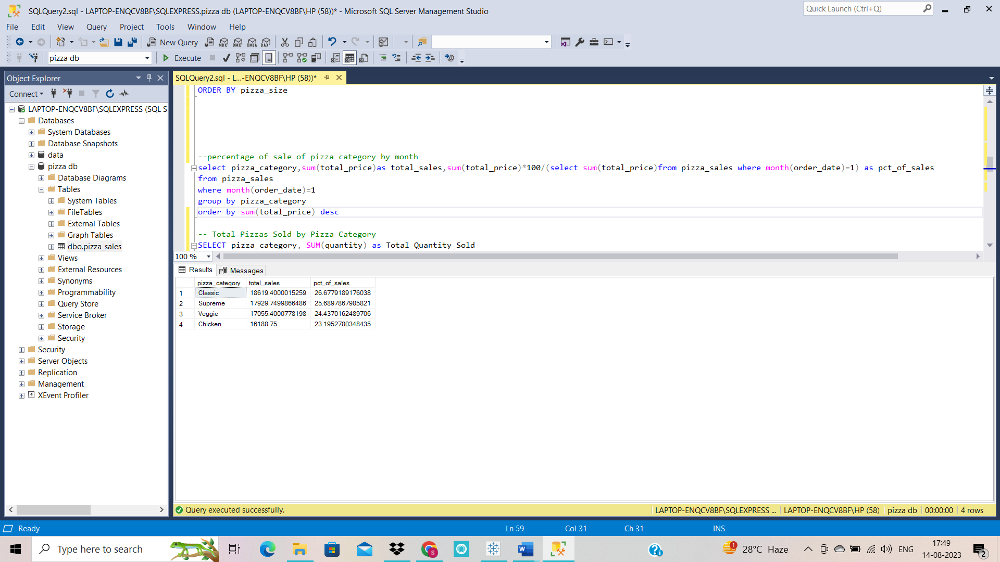 SQLQuery2.sql - LAPTOP-ENQCV8BF\SQLEXPRESS.pizza db (LAPTOP-ENQCV8BF\HP (58))* - Microsoft SQL Server Management Studio
Quick Launch (Ctrl+Q)
File Edit View Query Project Tools Window Help
New Query MDX DMX XMLA DAX
pizza db Execute
Object Explorer
Connect
LAPTOP-ENQCV8BF\SQLEXPRESS (SQL S
Databases
System Databases
Database Snapshots
data
pizza db
Database Diagrams
Tables
System Tables
FileTables
External Tables
Graph Tables
dbo.pizza_sales
Views
External Resources
Synonyms
Programmability
Query Store
Service Broker
Storage
Security
Security
Server Objects
Replication
Management
XEvent Profiler
SQLQuery2.sql - L...-ENQCV8BF\HP (58))*
ORDER BY pizza_size
--percentage of sale of pizza category by month
select pizza_category,sum(total_price)as total_sales,sum(total_price)*100/(select sum(total_price)from pizza_sales where month(order_date)=1) as pct_of_sales
from pizza_sales
where month(order_date)=1
group by pizza_category
order by sum(total_price) desc
-- Total Pizzas Sold by Pizza Category
SELECT pizza_category, SUM(quantity) as Total_Quantity_Sold
100 %
Results Messages
pizza_category total_sales pct_of_sales
1 Classic 18619.4000015259 26.6779189176038
2 Supreme 17929.7499866486 25.6897867985821
3 Veggie 17055.4000778198 24.4370162489706
4 Chicken 16188.75 23.1952780348435
Query executed successfully. LAPTOP-ENQCV8BF\SQLEXPRESS ... LAPTOP-ENQCV8BF\HP (58) pizza db 00:00:00 4 rows
Ready Ln 59 Col 31 Ch 31 INS
Type here to search
1 28°C Haze ENG 17:49
14-08-2023
2